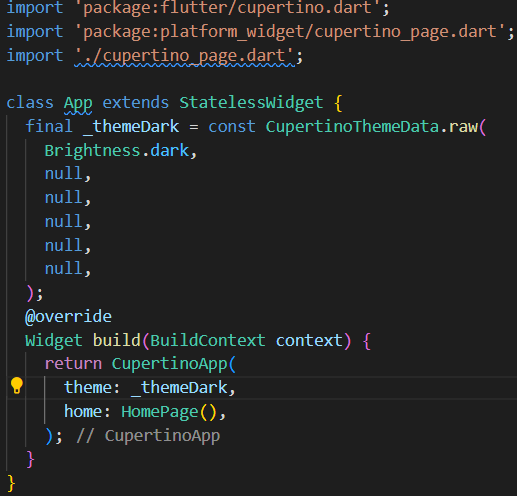 import 'package:flutter/cupertino.dart';
import 'package:platform_widget/cupertino_page.dart';
import './cupertino_page.dart';
class App extends StatelessWidget {
final _themeDark = const CupertinoThemeData.raw(
Brightness.dark,
null,
null,
null,
null,
null,
);
@override
Widget build(BuildContext context) {
return CupertinoApp(
theme: _themeDark,
home: HomePage(),
); // CupertinoApp
}
}